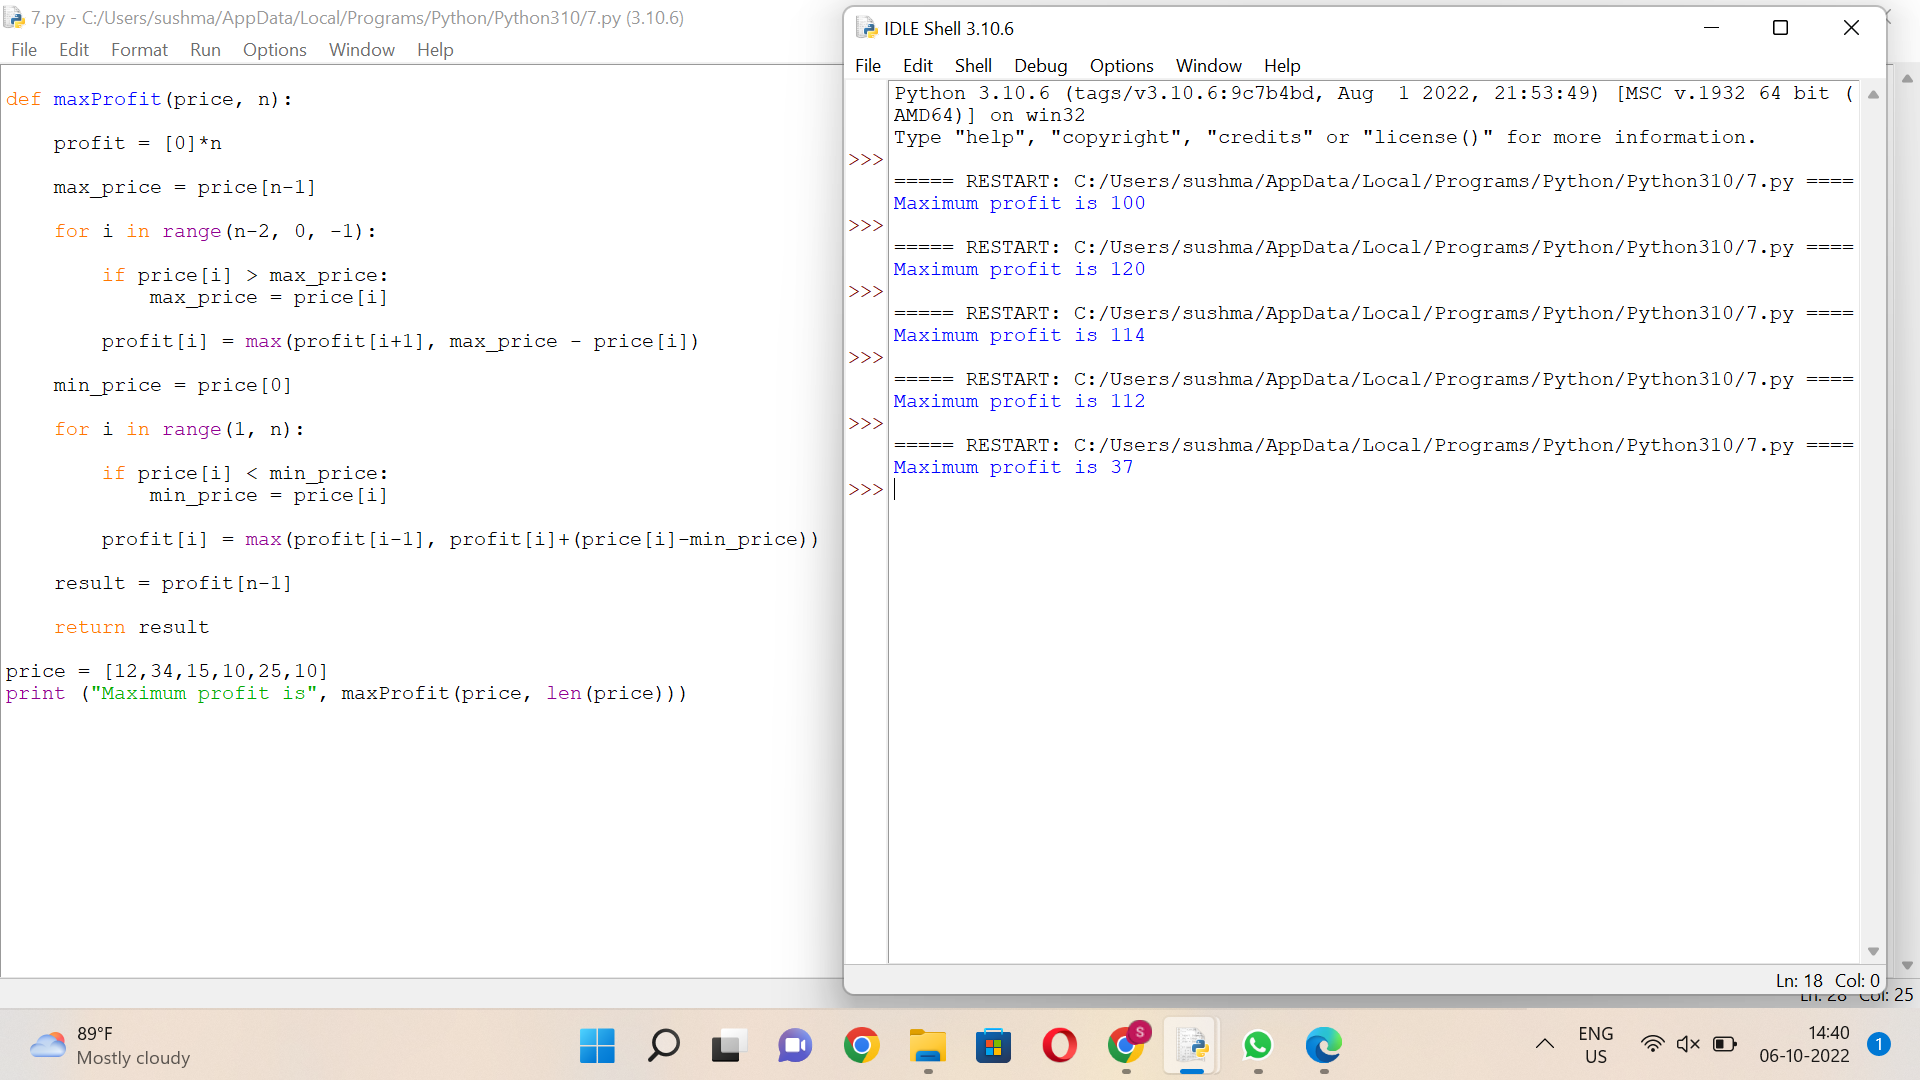 7.py - C:/Users/sushma/AppData/Local/Programs/Python/Python310/7.py (3.10.6)
File Edit Format Run Options Window Help
def maxProfit(price, n):
    profit = [0]*n
    max_price = price[n-1]
    for i in range(n-2, 0, -1):
        if price[i] > max_price:
            max_price = price[i]
        profit[i] = max(profit[i+1], max_price - price[i])
    min_price = price[0]
    for i in range(1, n):
        if price[i] < min_price:
            min_price = price[i]
        profit[i] = max(profit[i-1], profit[i]+(price[i]-min_price))
    result = profit[n-1]
    return result
price = [12,34,15,10,25,10]
print ("Maximum profit is", maxProfit(price, len(price)))
IDLE Shell 3.10.6
File Edit Shell Debug Options Window Help
Python 3.10.6 (tags/v3.10.6:9c7b4bd, Aug  1 2022, 21:53:49) [MSC v.1932 64 bit (
AMD64)] on win32
Type "help", "copyright", "credits" or "license()" for more information.
>>>
===== RESTART: C:/Users/sushma/AppData/Local/Programs/Python/Python310/7.py ====
Maximum profit is 100
>>>
===== RESTART: C:/Users/sushma/AppData/Local/Programs/Python/Python310/7.py ====
Maximum profit is 120
>>>
===== RESTART: C:/Users/sushma/AppData/Local/Programs/Python/Python310/7.py ====
Maximum profit is 114
>>>
===== RESTART: C:/Users/sushma/AppData/Local/Programs/Python/Python310/7.py ====
Maximum profit is 112
>>>
===== RESTART: C:/Users/sushma/AppData/Local/Programs/Python/Python310/7.py ====
Maximum profit is 37
>>>
Ln: 18 Col: 0
Ln: 28 Col: 25
89°F
Mostly cloudy
S
ENG
US
14:40
06-10-2022
1